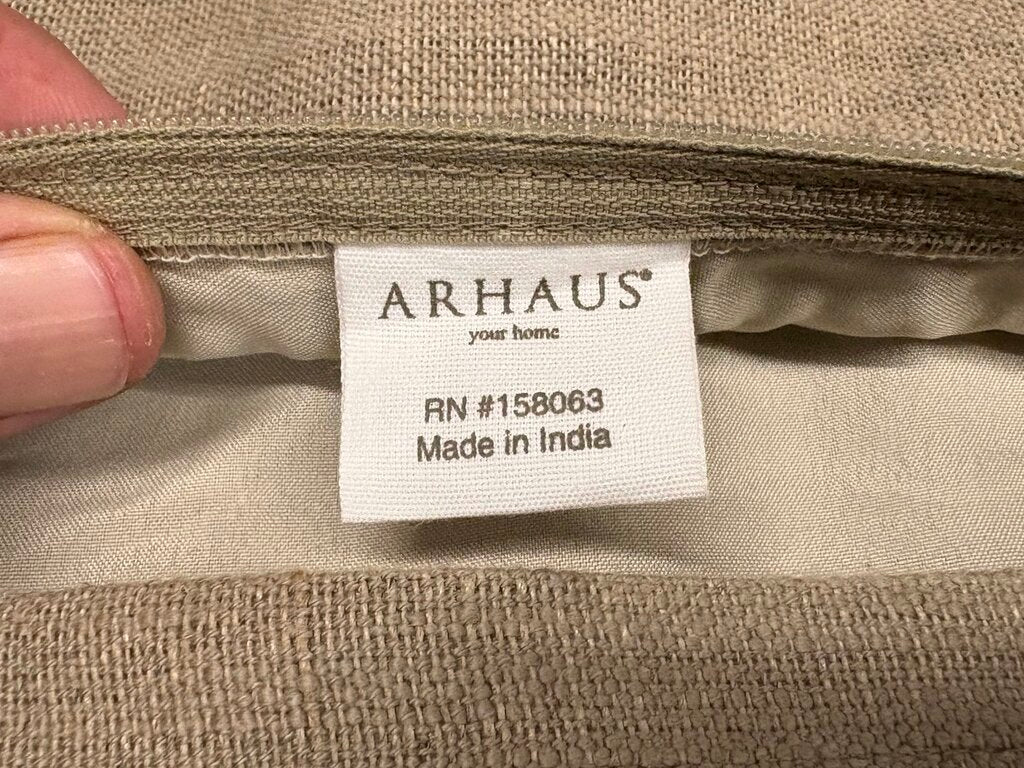 ARHAUS®
your home
RN #158063
Made in India